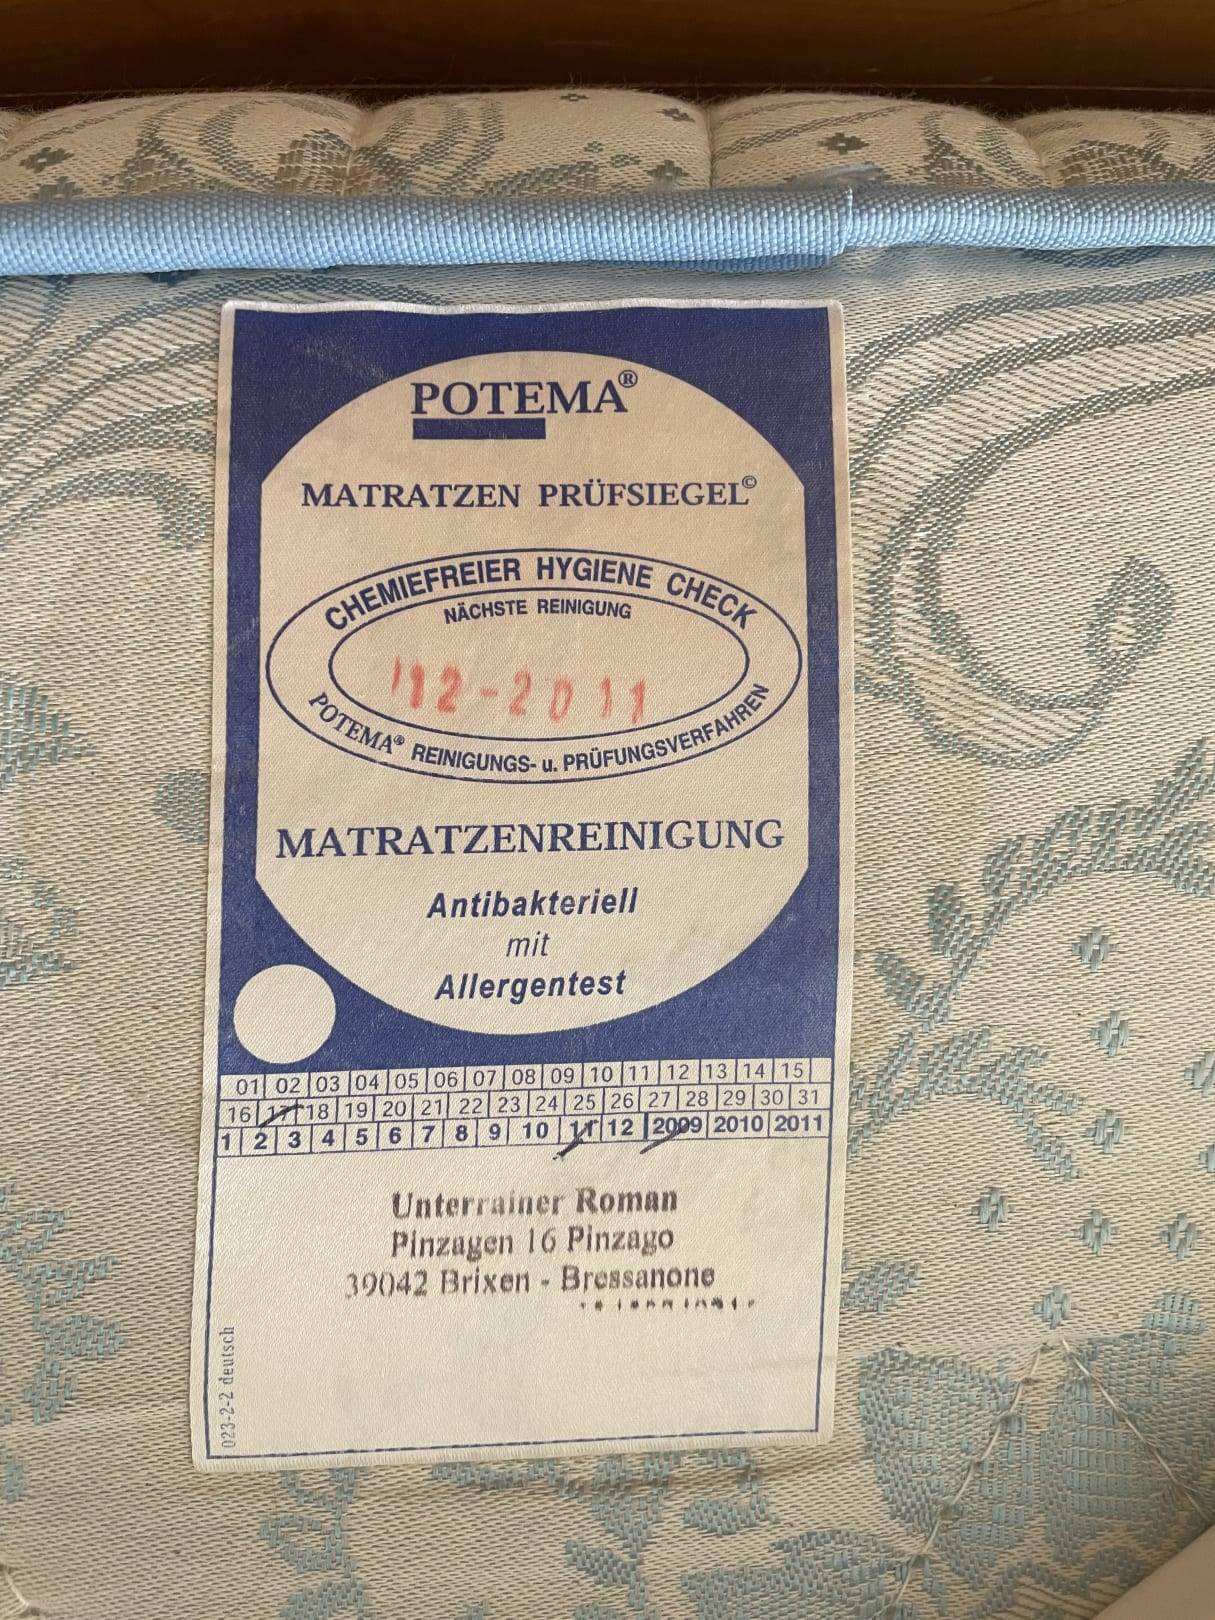 POTEMA®
MATRATZEN PRÜFSIEGEL©
CHEMIEFREIER HYGIENE CHECK
NÄCHSTE REINIGUNG
12-2011
POTEMA® REINIGUNGS- u. PRÜFUNGSVERFAHREN
MATRATZENREINIGUNG
Antibakteriell
mit
Allergentest
01 02 03 04 05 06 07 08 09 10 11 12 13 14 15
16 17 18 19 20 21 22 23 24 25 26 27 28 29 30 31
1 2 3 4 5 6 7 8 9 10 11 12 2009 2010 2011
Unterrainer Roman
Pinzagen 16 Pinzago
39042 Brixen - Bressanone
023-2-2 deutsch